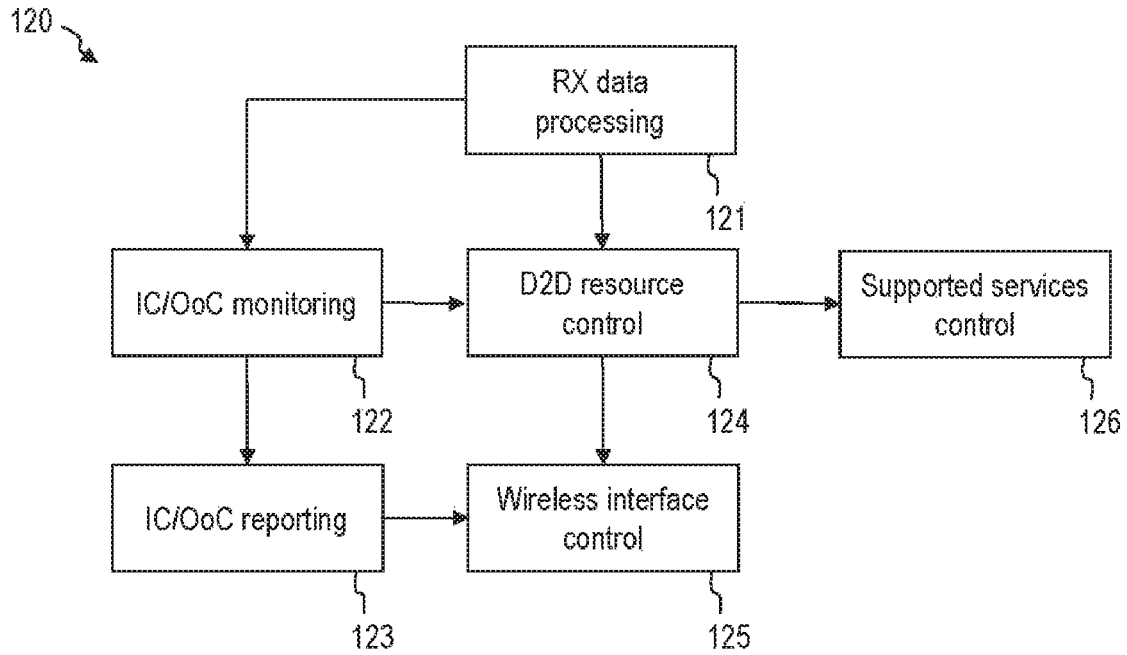 120
RX data
processing
121
IC/OoC monitoring
122
D2D resource
control
124
Supported services
control
126
IC/OoC reporting
123
Wireless interface
control
125